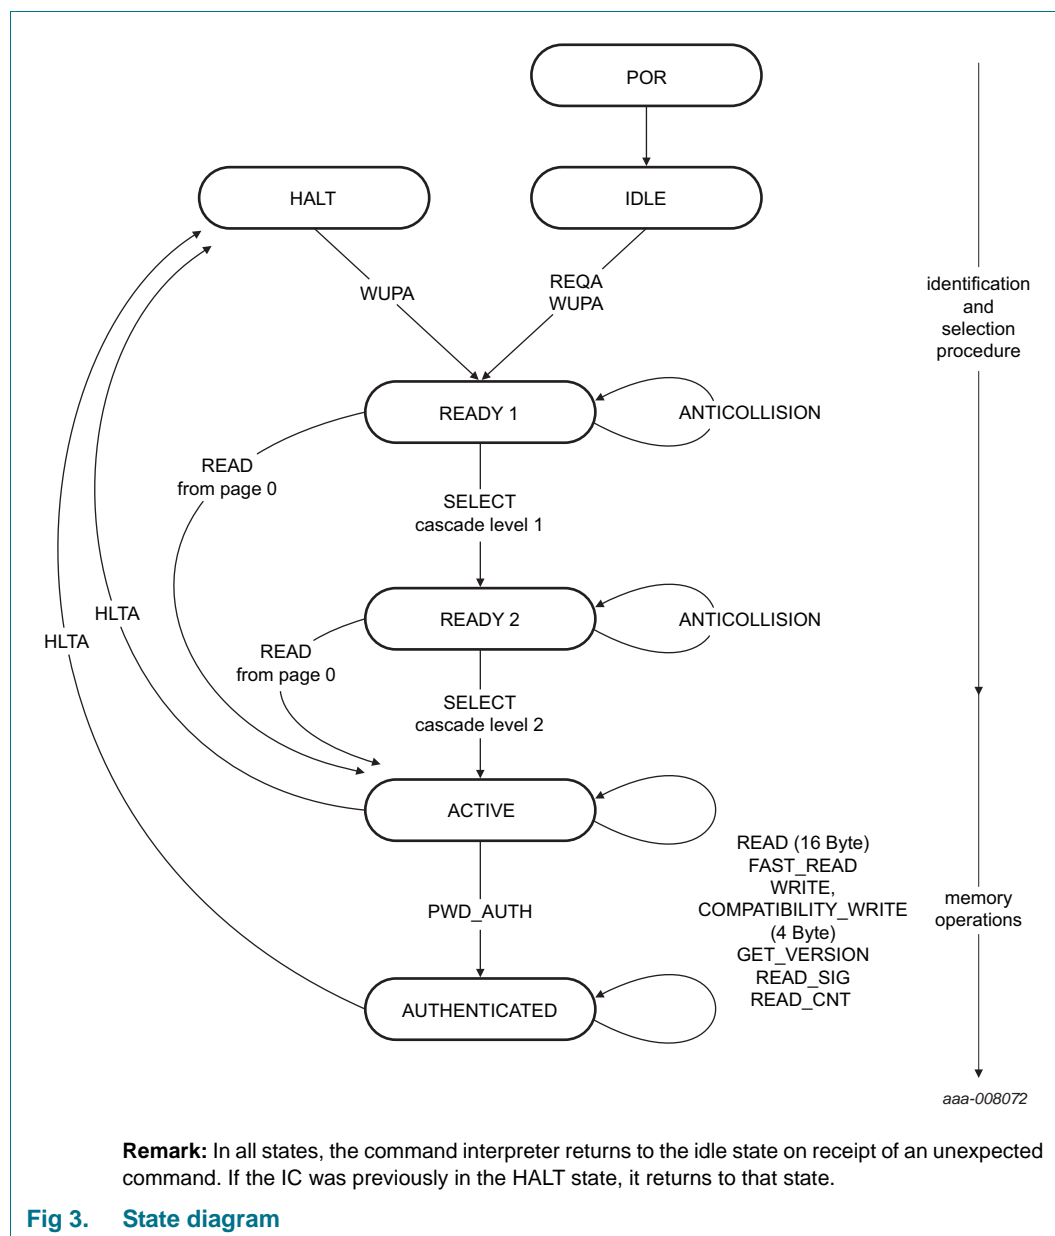 POR
HALT
IDLE
WUPA
REQA
WUPA
identification
and
selection
procedure
READY 1
ANTICOLLISION
READ
from page 0
SELECT
cascade level 1
HLTA
HLTA
READY 2
ANTICOLLISION
READ
from page 0
SELECT
cascade level 2
ACTIVE
READ (16 Byte)
FAST_READ
WRITE,
COMPATIBILITY_WRITE
(4 Byte)
GET_VERSION
READ_SIG
READ_CNT
memory
operations
PWD_AUTH
AUTHENTICATED
aaa-008072
Remark: In all states, the command interpreter returns to the idle state on receipt of an unexpected
command. If the IC was previously in the HALT state, it returns to that state.
Fig 3. State diagram